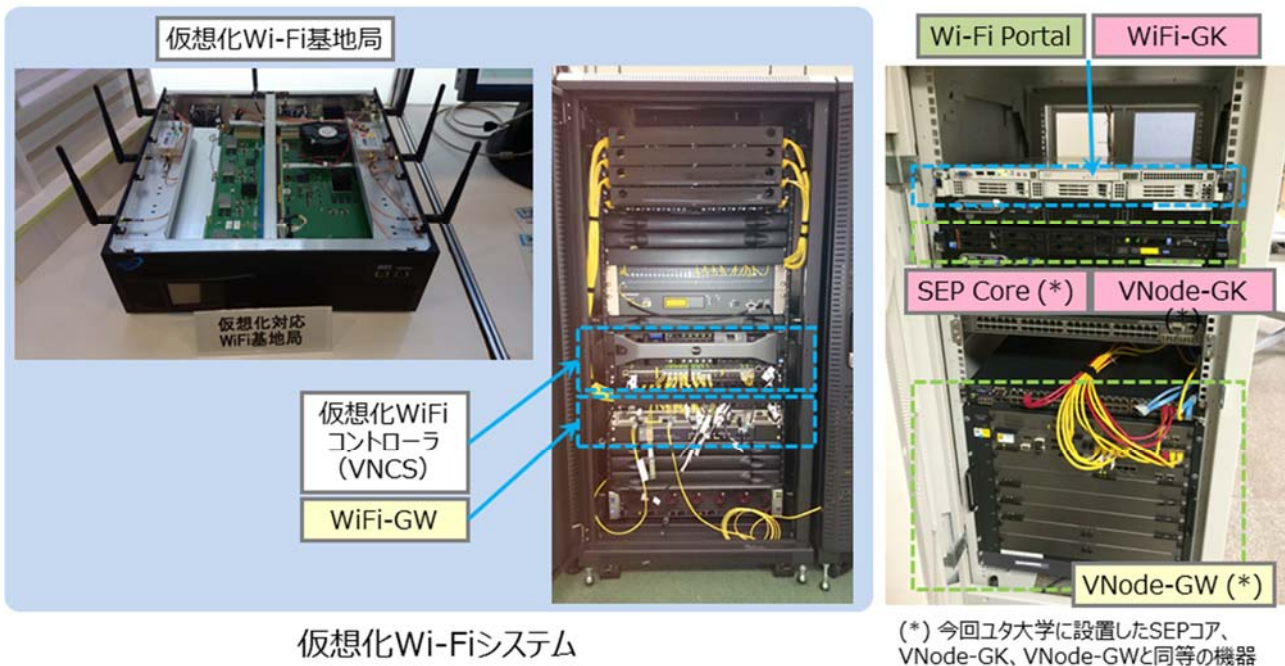 仮想化Wi-Fi基地局
仮想化対応
WiFi基地局
仮想化WiFi
コントローラ
（VNCS）
WiFi-GW
仮想化Wi-Fiシステム
Wi-Fi Portal
WiFi-GK
SEP Core (*)
VNode-GK
(*)
VNode-GW (*)
(*) 今回ユタ大学に設置したSEPコア、
VNode-GK、VNode-GWと同等の機器